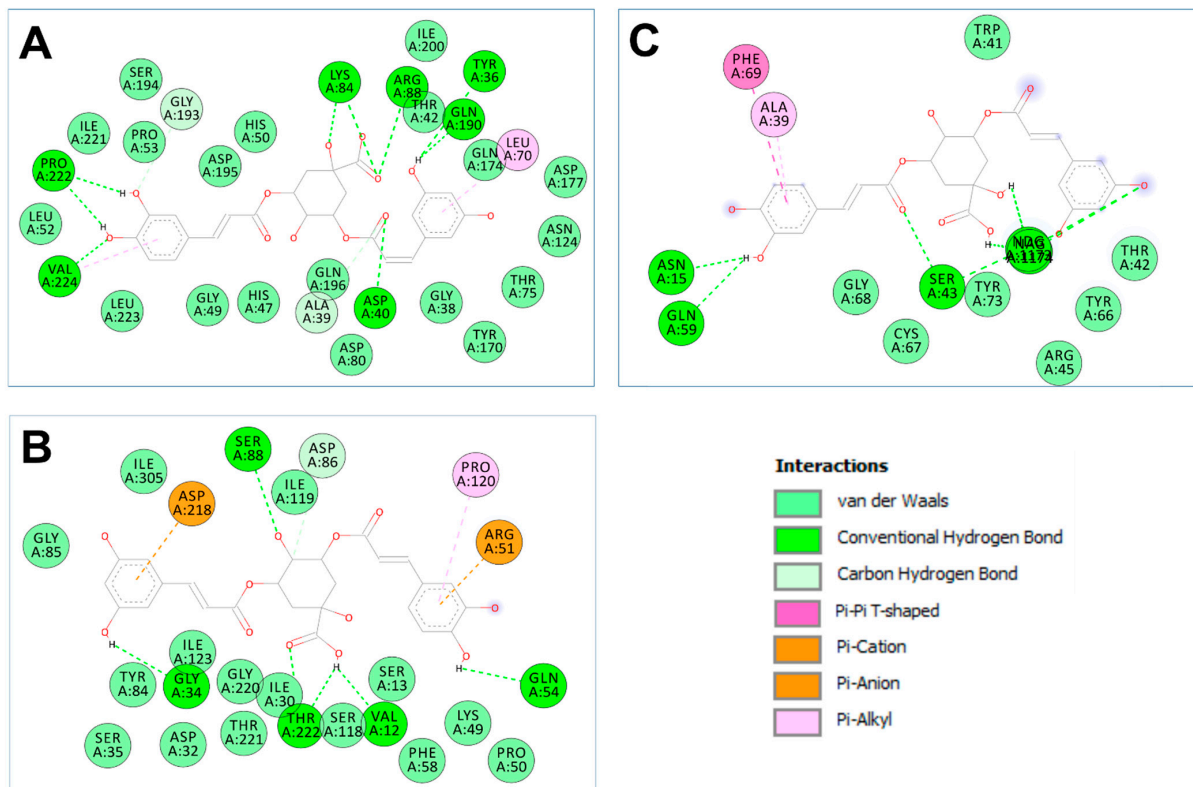 A
ILE
A:200
SER
A:194
GLY
A:193
LYS
A:84
ARG
A:88
TYR
A:36
THR
A:42
GLN
A:190
ILE
A:221
PRO
A:53
HIS
A:50
ASP
A:195
GLN
A:174
LEU
A:70
ASP
A:177
PRO
A:222
H
O
H
O
O
O
O
O
O
O
H
O
O
O
O
LEU
A:52
ASN
A:124
VAL
A:224
GLN
A:196
THR
A:75
LEU
A:223
GLY
A:49
HIS
A:47
ALA
A:39
ASP
A:40
GLY
A:38
ASP
A:80
TYR
A:170
C
TRP
A:41
PHE
A:69
ALA
A:39
O
O
O
O
O
O
O
O
O
O
O
O
H
H
H
ASN
A:15
GLN
A:59
GLY
A:68
SER
A:43
TYR
A:73
THR
A:42
CYS
A:67
TYR
A:66
ARG
A:45
B
SER
A:88
ASP
A:86
ILE
A:305
ILE
A:119
PRO
A:120
ASP
A:218
ARG
A:51
GLY
A:85
O
O
O
O
O
O
O
O
O
O
O
O
H
H
H
ILE
A:123
TYR
A:84
GLY
A:34
GLY
A:220
ILE
A:30
SER
A:13
GLN
A:54
THR
A:222
SER
A:118
VAL
A:12
LYS
A:49
SER
A:35
ASP
A:32
THR
A:221
PHE
A:58
PRO
A:50
Interactions
van der Waals
Conventional Hydrogen Bond
Carbon Hydrogen Bond
Pi-Pi T-shaped
Pi-Cation
Pi-Anion
Pi-Alkyl